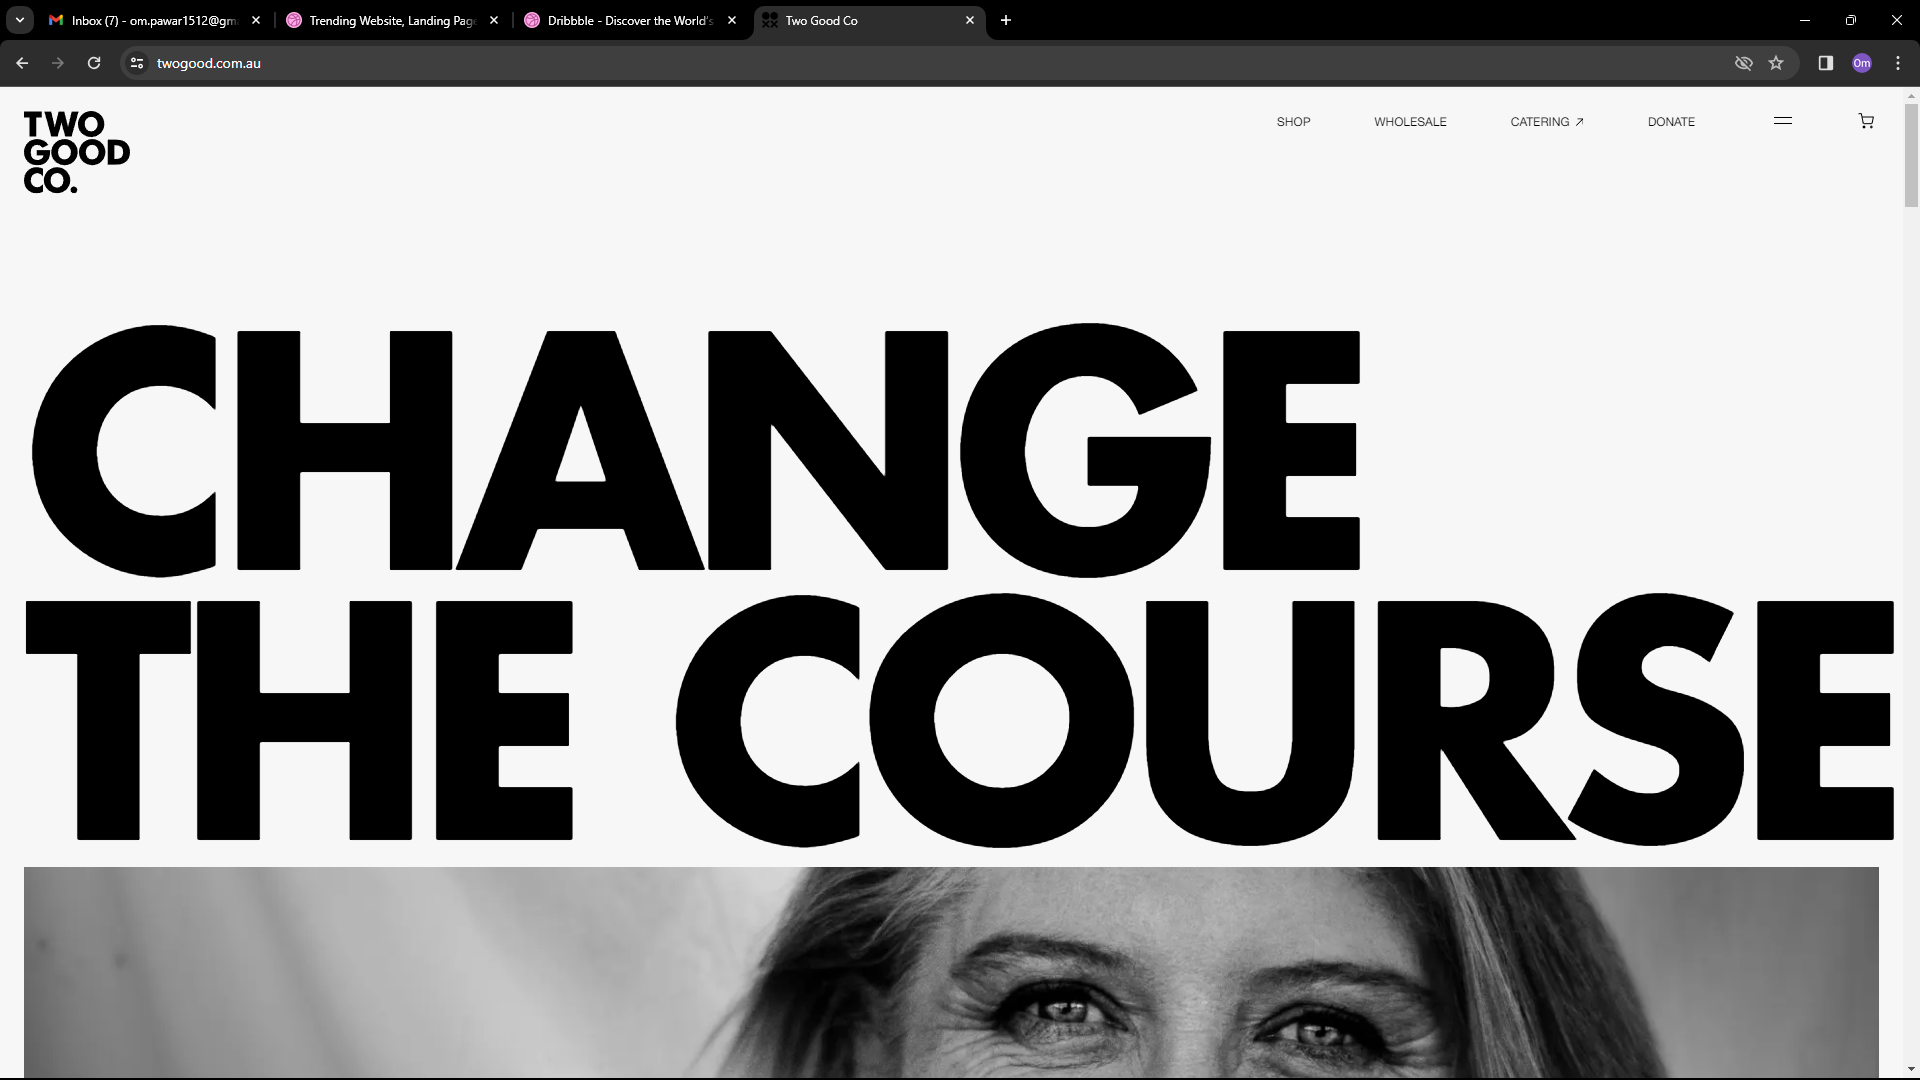 Inbox (7) - om.pawar1512@gm
Trending Website, Landing Pag
Dribbble - Discover the World's
Two Good Co
twogood.com.au
Om
TWO
GOOD
CO.
SHOP
WHOLESALE
CATERING
DONATE
CHANGE
THE COURSE